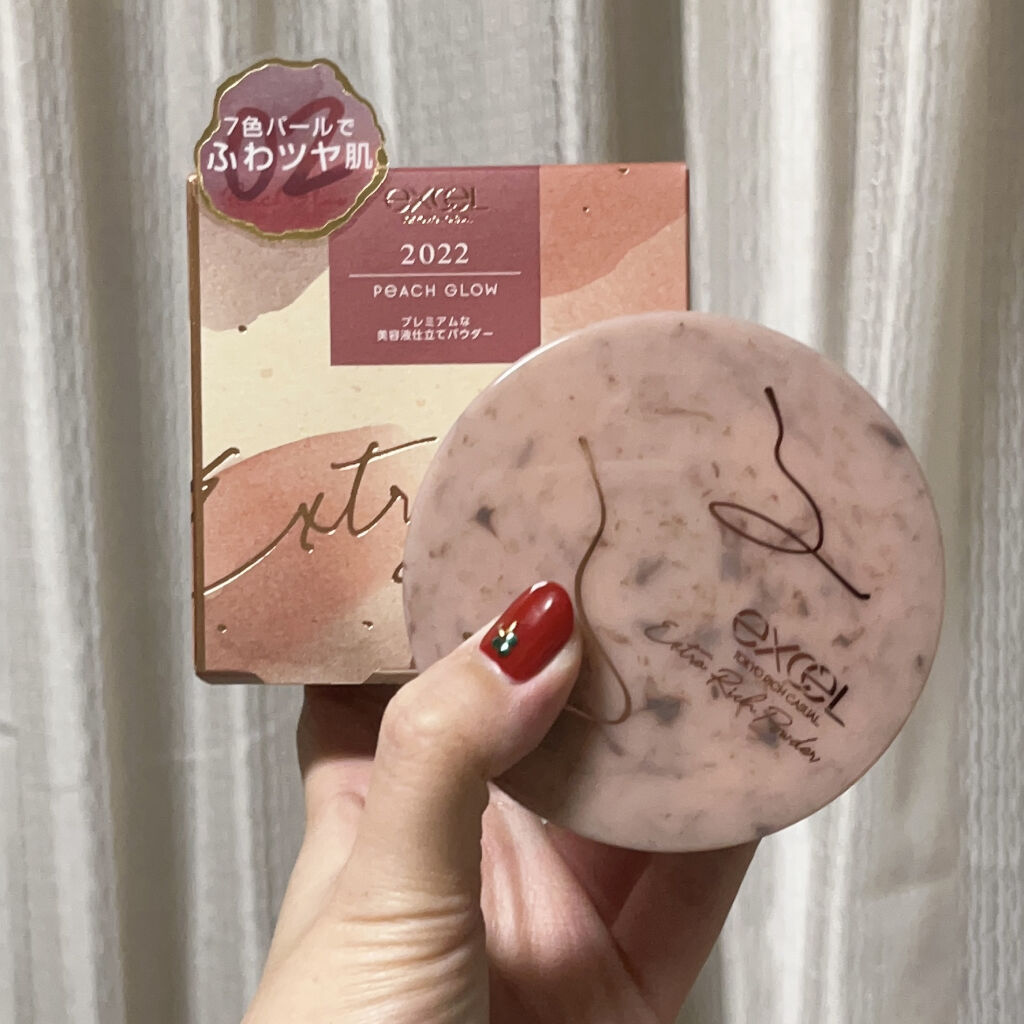 02
7色パールで
ふわツヤ肌
excel
2022
PEACH GLOW
プレミアムな
美容液仕立てパウダー
Extr
excel
TOKYO RICH CASUAL
Extra Rich Powder